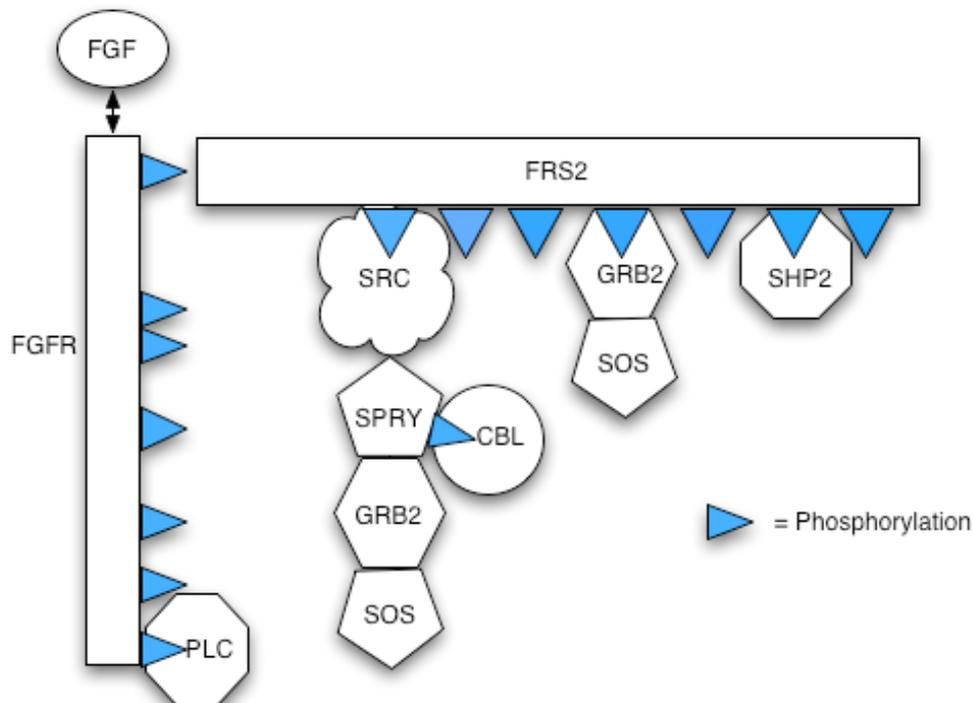 FGF
FRS2
SRC
GRB2
SHP2
FGFR
SOS
SPRY
CBL
GRB2
= Phosphorylation
SOS
PLC